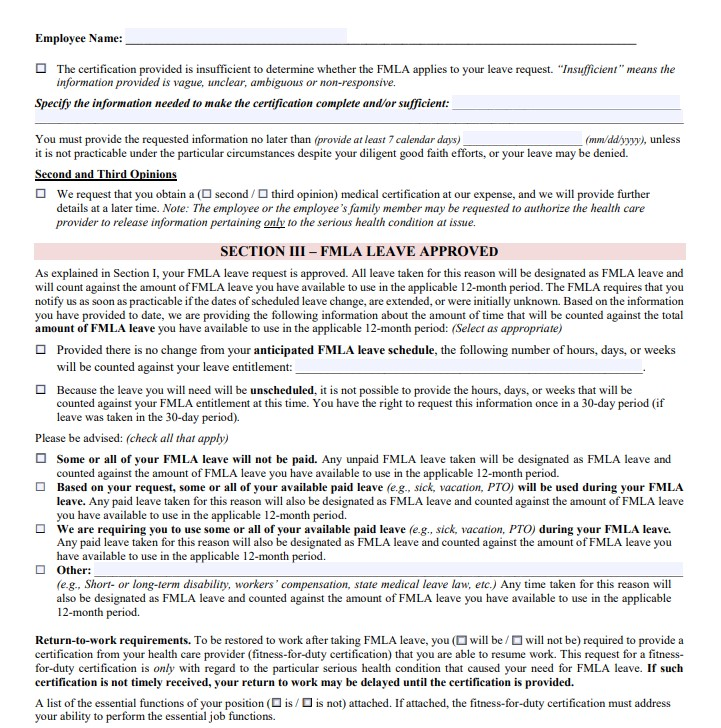 Employee Name:
☐ The certification provided is insufficient to determine whether the FMLA applies to your leave request. “Insufficient” means the
information provided is vague, unclear, ambiguous or non-responsive.
Specify the information needed to make the certification complete and/or sufficient:
You must provide the requested information no later than (provide at least 7 calendar days) (mm/dd/yyyy), unless
it is not practicable under the particular circumstances despite your diligent good faith efforts, or your leave may be denied.
Second and Third Opinions
☐ We request that you obtain a (☐ second / ☐ third opinion) medical certification at our expense, and we will provide further
details at a later time. Note: The employee or the employee’s family member may be requested to authorize the health care
provider to release information pertaining only to the serious health condition at issue.
SECTION III – FMLA LEAVE APPROVED
As explained in Section I, your FMLA leave request is approved. All leave taken for this reason will be designated as FMLA leave and
will count against the amount of FMLA leave you have available to use in the applicable 12-month period. The FMLA requires that you
notify us as soon as practicable if the dates of scheduled leave change, are extended, or were initially unknown. Based on the information
you have provided to date, we are providing the following information about the amount of time that will be counted against the total
amount of FMLA leave you have available to use in the applicable 12-month period: (Select as appropriate)
☐ Provided there is no change from your anticipated FMLA leave schedule, the following number of hours, days, or weeks
will be counted against your leave entitlement: .
☐ Because the leave you will need will be unscheduled, it is not possible to provide the hours, days, or weeks that will be
counted against your FMLA entitlement at this time. You have the right to request this information once in a 30-day period (if
leave was taken in the 30-day period).
Please be advised: (check all that apply)
☐ Some or all of your FMLA leave will not be paid. Any unpaid FMLA leave taken will be designated as FMLA leave and
counted against the amount of FMLA leave you have available to use in the applicable 12-month period.
☐ Based on your request, some or all of your available paid leave (e.g., sick, vacation, PTO) will be used during your FMLA
leave. Any paid leave taken for this reason will also be designated as FMLA leave and counted against the amount of FMLA leave
you have available to use in the applicable 12-month period.
☐ We are requiring you to use some or all of your available paid leave (e.g., sick, vacation, PTO) during your FMLA leave.
Any paid leave taken for this reason will also be designated as FMLA leave and counted against the amount of FMLA leave you
have available to use in the applicable 12-month period.
☐ Other:
(e.g., Short- or long-term disability, workers’ compensation, state medical leave law, etc.) Any time taken for this reason will
also be designated as FMLA leave and counted against the amount of FMLA leave you have available to use in the applicable
12-month period.
Return-to-work requirements. To be restored to work after taking FMLA leave, you (☐ will be / ☐ will not be) required to provide a
certification from your health care provider (fitness-for-duty certification) that you are able to resume work. This request for a fitness-
for-duty certification is only with regard to the particular serious health condition that caused your need for FMLA leave. If such
certification is not timely received, your return to work may be delayed until the certification is provided.
A list of the essential functions of your position (☐ is / ☐ is not) attached. If attached, the fitness-for-duty certification must address
your ability to perform the essential job functions.